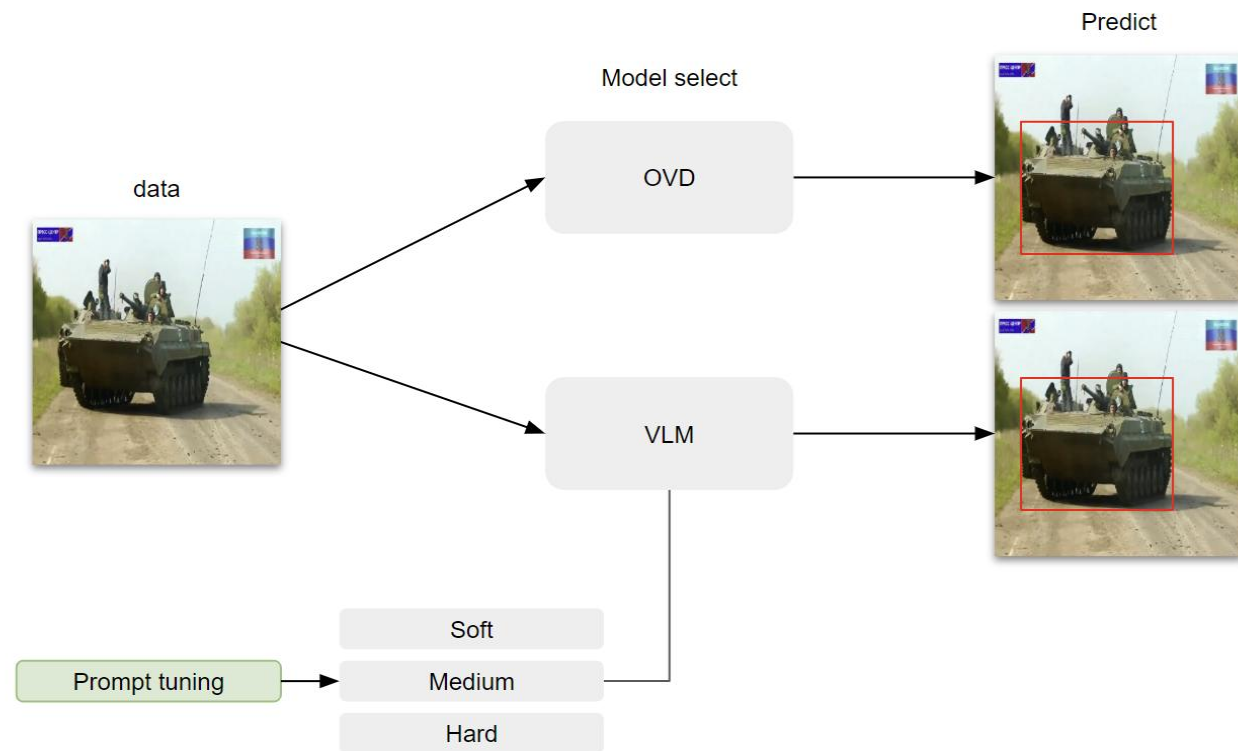 Predict
Model select
OVD
data
VLM
Soft
Prompt tuning
Medium
Hard